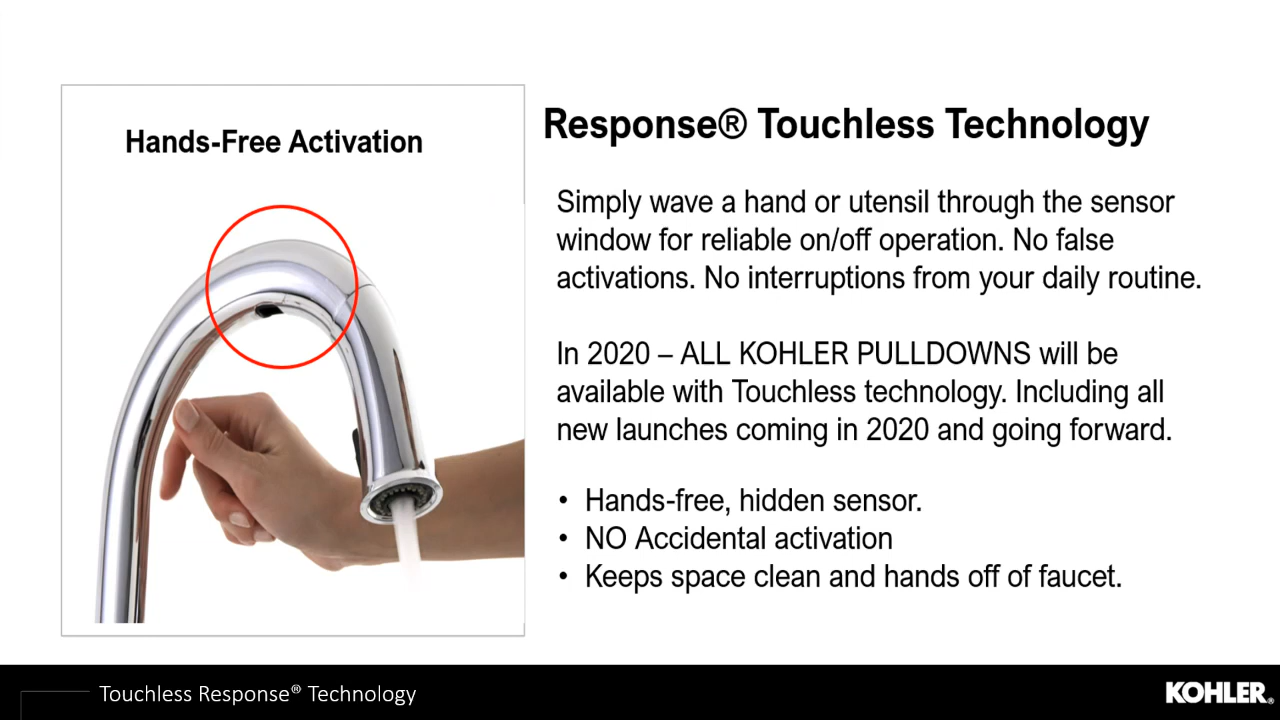 Hands-Free Activation
Response® Touchless Technology
Simply wave a hand or utensil through the sensor
window for reliable on/off operation. No false
activations. No interruptions from your daily routine.
In 2020 – ALL KOHLER PULLDOWNS will be
available with Touchless technology. Including all
new launches coming in 2020 and going forward.
• Hands-free, hidden sensor.
• NO Accidental activation
• Keeps space clean and hands off of faucet.
Touchless Response® Technology
KOHLER®